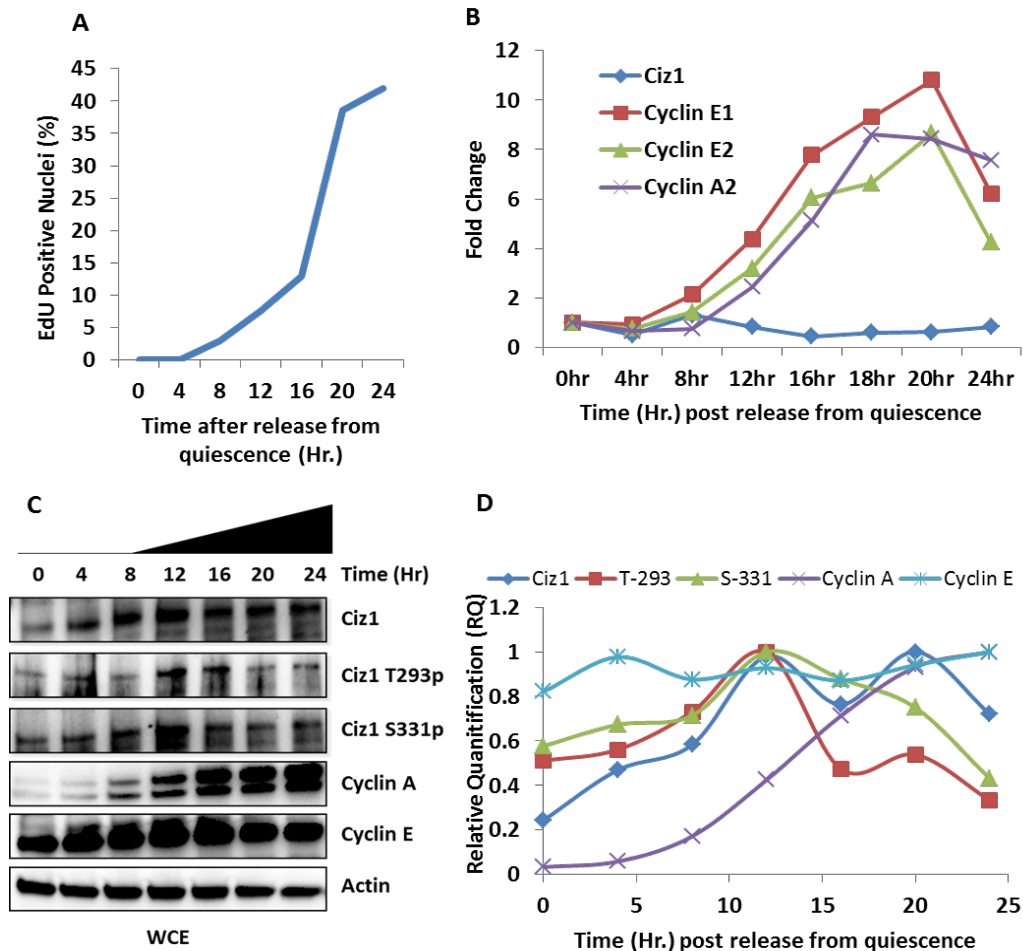 A
EdU Positive Nuclei (%)
45
40
35
30
25
20
15
10
5
0
0 4 8 12 16 20 24
Time after release from
quiescence (Hr.)
B
Fold Change
12
10
8
6
4
2
0
Ciz1
Cyclin E1
Cyclin E2
Cyclin A2
0hr 4hr 8hr 12hr 16hr 18hr 20hr 24hr
Time (Hr.) post release from quiescence
C
0 4 8 12 16 20 24 Time (Hr)
Ciz1
Ciz1 T293p
Ciz1 S331p
Cyclin A
Cyclin E
Actin
WCE
D
Ciz1 T-293 S-331 Cyclin A Cyclin E
Relative Quanitification (RQ)
1.2
1
0.8
0.6
0.4
0.2
0
0 5 10 15 20 25
Time (Hr.) post release from quiescence